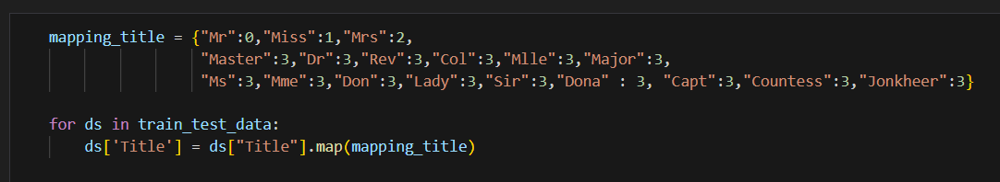 mapping_title = {"Mr":0,"Miss":1,"Mrs":2,
"Master":3,"Dr":3,"Rev":3,"Col":3,"Mlle":3,"Major":3,
"Ms":3,"Mme":3,"Don":3,"Lady":3,"Sir":3,"Dona" : 3, "Capt":3,"Countess":3,"Jonkheer":3}
for ds in train_test_data:
ds['Title'] = ds["Title"].map(mapping_title)